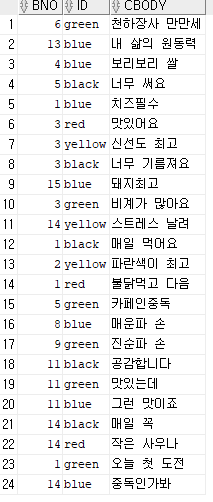 BNO ID CBODY
1 6 green 천하장사 만만세
2 13 blue 내 삶의 원동력
3 4 blue 보리보리 쌀
4 5 black 너무 써요
5 1 blue 치즈필수
6 3 red 맛있어요
7 3 yellow 신선도 최고
8 3 black 너무 기름져요
9 15 blue 돼지최고
10 3 green 비계가 많아요
11 14 yellow 스트레스 날려
12 1 black 매일 먹어요
13 2 yellow 파란색이 최고
14 1 red 불닭먹고 다음
15 5 green 카페인중독
16 8 blue 매운파 손
17 9 green 진순파 손
18 11 black 공감합니다
19 11 green 맛있는데
20 11 blue 그런 맛이죠
21 14 black 매일 꼭
22 14 red 작은 사우나
23 1 green 오늘 첫 도전
24 14 blue 중독인가봐